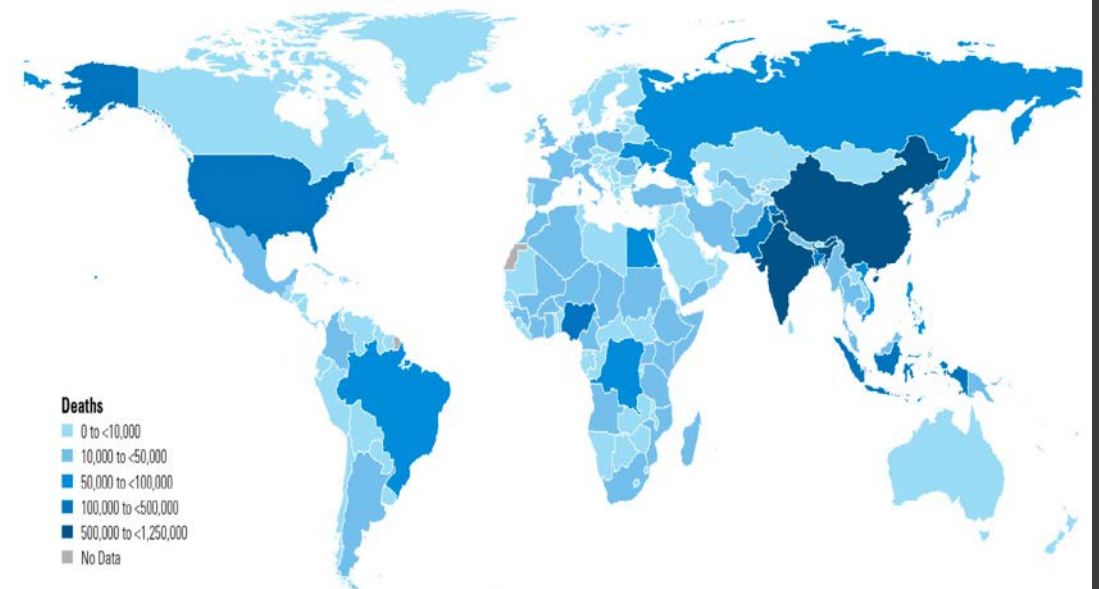 Deaths
0 to <10,000
10,000 to <50,000
50,000 to <100,000
100,000 to <500,000
500,000 to <1,250,000
No Data